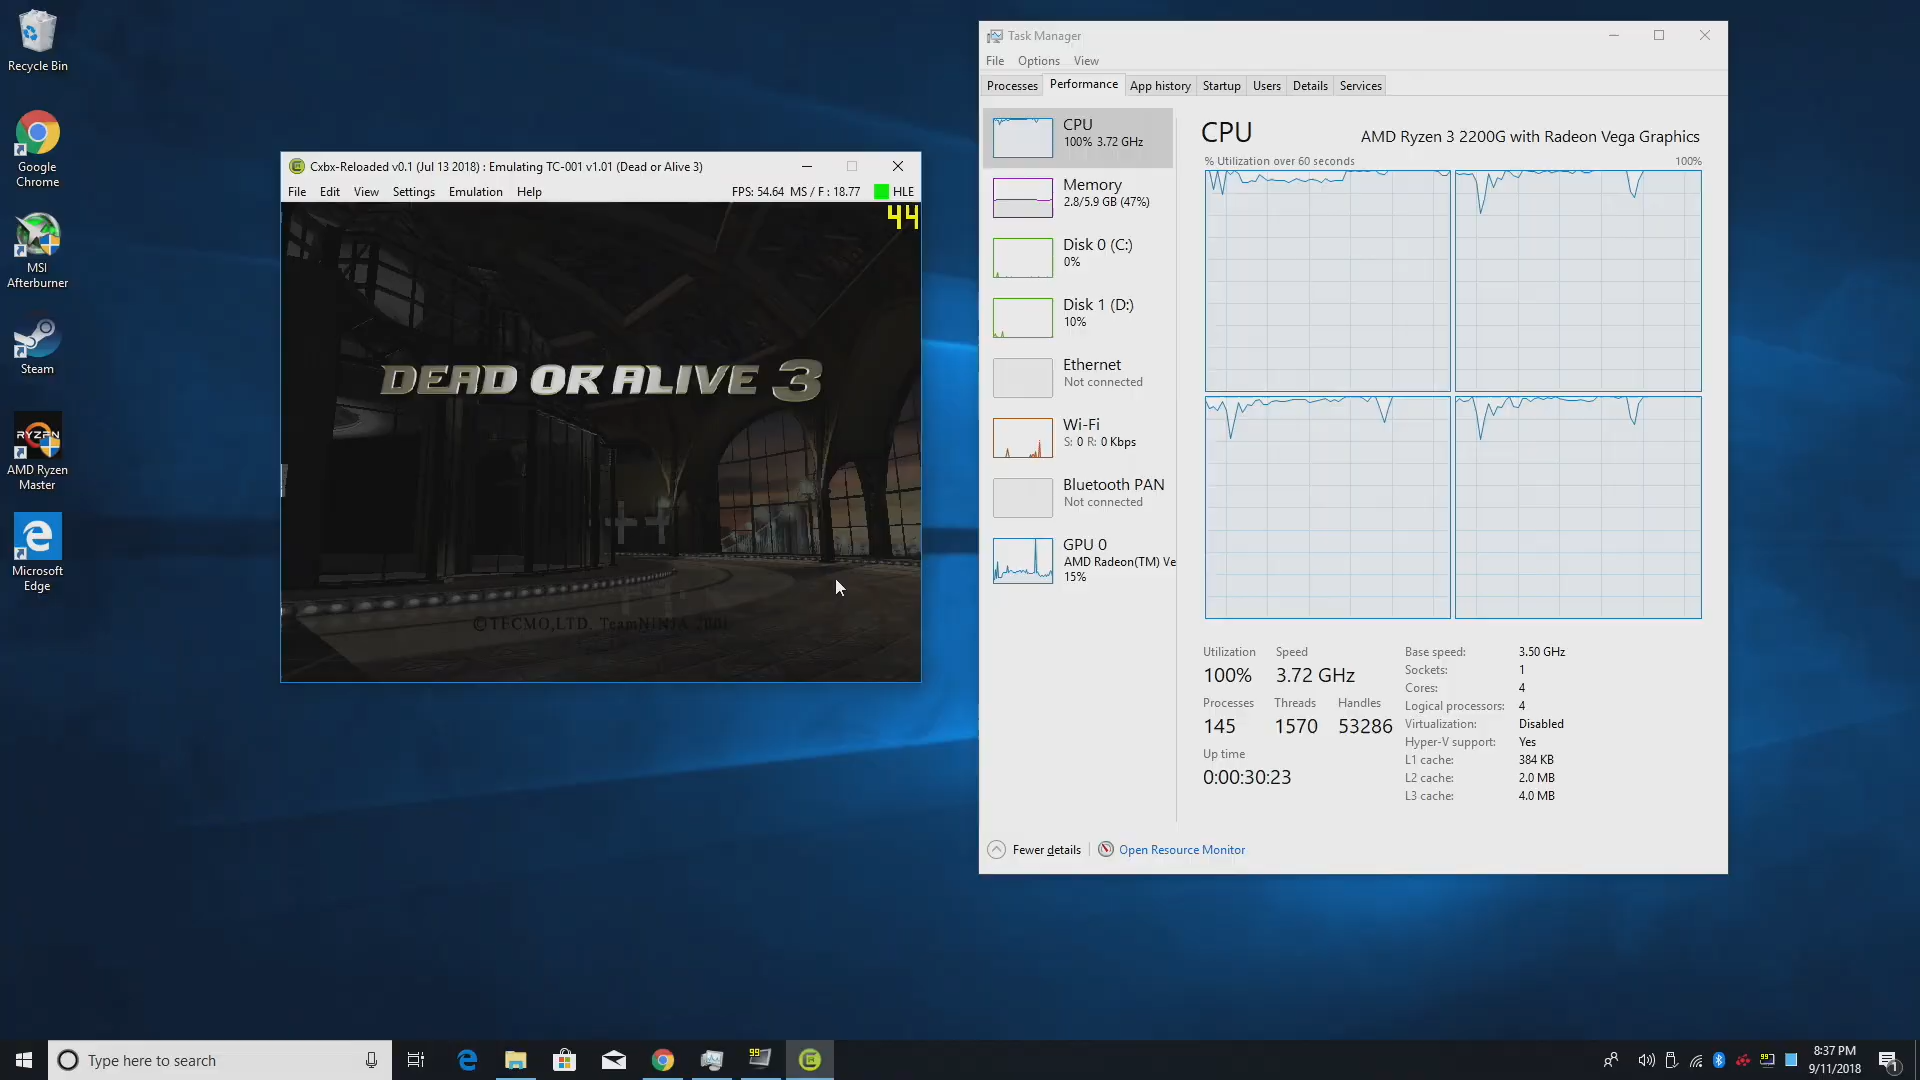 Recycle Bin
Google
Chrome
MSI
Afterburner
Steam
RYZEN
AMD Ryzen
Master
Microsoft
Edge
Cxbx-Reloaded v0.1 (Jul 13 2018) : Emulating TC-001 v1.01 (Dead or Alive 3)
File Edit View Settings Emulation Help FPS: 54.64 MS / F : 18.77 HLE
44
DEAD OR ALIVE 3
©TECMO,LTD. TeamNINJA 2001
Task Manager
File Options View
Processes Performance App history Startup Users Details Services
CPU
100% 3.72 GHz
Memory
2.8/5.9 GB (47%)
Disk 0 (C:)
0%
Disk 1 (D:)
10%
Ethernet
Not connected
Wi-Fi
S: 0 R: 0 Kbps
Bluetooth PAN
Not connected
GPU 0
AMD Radeon(TM) Ve
15%
CPU AMD Ryzen 3 2200G with Radeon Vega Graphics
% Utilization over 60 seconds 100%
Utilization Speed
100% 3.72 GHz
Processes Threads Handles
145 1570 53286
Up time
0:00:30:23
Base speed: 3.50 GHz
Sockets: 1
Cores: 4
Logical processors: 4
Virtualization: Disabled
Hyper-V support: Yes
L1 cache: 384 KB
L2 cache: 2.0 MB
L3 cache: 4.0 MB
Fewer details Open Resource Monitor
Type here to search
99
99
8:37 PM
9/11/2018
1